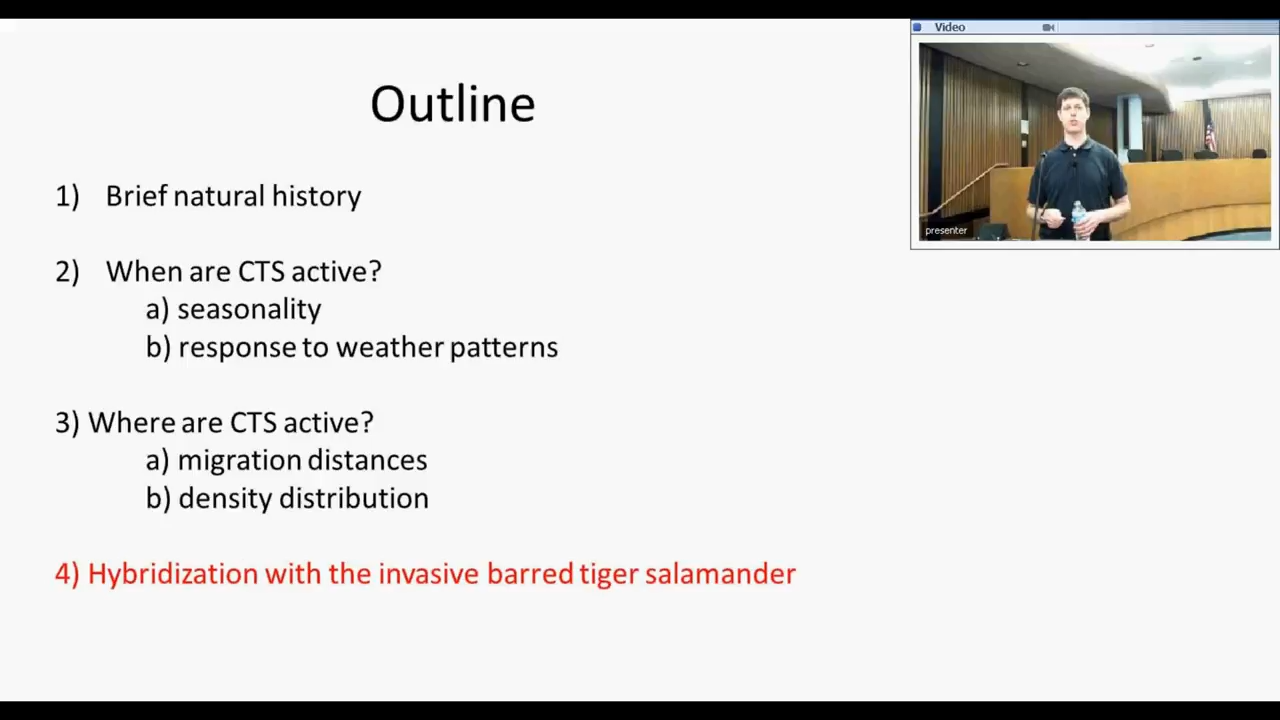 Video
Outline
1) Brief natural history
2) When are CTS active?
a) seasonality
b) response to weather patterns
3) Where are CTS active?
a) migration distances
b) density distribution
4) Hybridization with the invasive barred tiger salamander
presenter